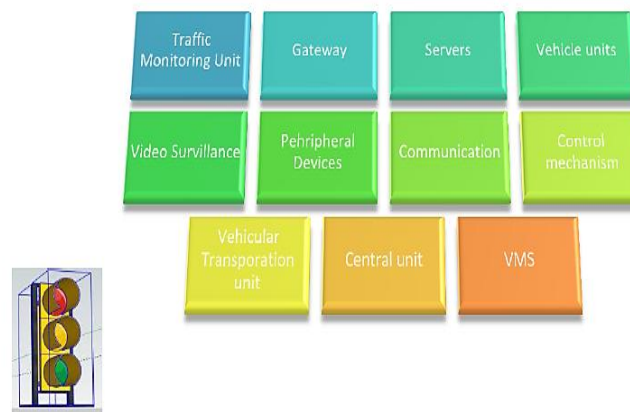 Traffic
Monitoring Unit
Gateway
Servers
Vehicle units
Video Survillance
Pehripheral
Devices
Communication
Control
mechanism
Vehicular
Transporation
unit
Central unit
VMS